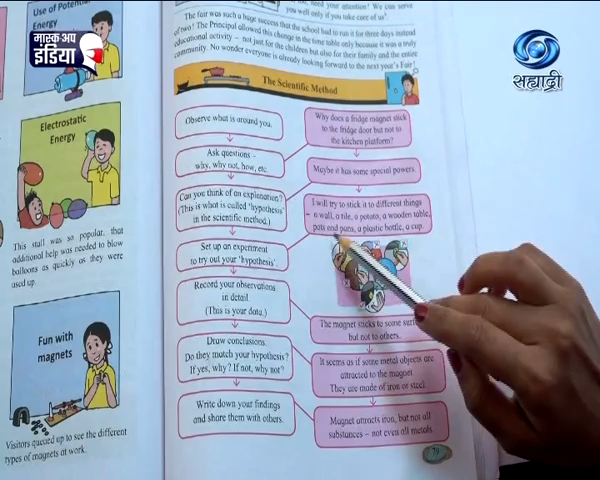 Use of Potential
Energy
मास्क अप
इंडिया
सह्याद्री
need your attention! We can serve
you well only if you take care of us'.
The fair was such a huge success that the school had to run it for three days instead
of two! The Principal allowed this change in the time table only because it was a truly
educational activity – not just for the children but also for their family and the entire
community. No wonder everyone is already looking forward to the next year's Fair!
The Scientific Method
Observe what is around you.
Why does a fridge magnet stick
to the fridge door but not to
the kitchen platform?
Ask questions –
why, why not, how, etc.
Maybe it has some special powers.
Can you think of an explanation?
(This is what is called 'hypothesis'
in the scientific method.)
I will try to stick it to different things
– a wall, a tile, a potato, a wooden table,
pots and pans, a plastic bottle, a cup.
Set up an experiment
to try out your 'hypothesis'.
Record your observations
in detail.
(This is your data.)
The magnet sticks to some
but not to others.
Draw conclusions.
Do they match your hypothesis?
If yes, why? If not, why not?
It seems as if some metal objects are
attracted to the magnet
They are made of iron or steel.
Write down your findings
and share them with others.
Magnet attracts iron, but not all
substances – not even all metals.
79
Electrostatic
Energy
This stall was so popular, that
additional help was needed to blow
balloons as quickly as they were
used up.
Fun with
magnets
Visitors queued up to see the different
types of magnets at work.